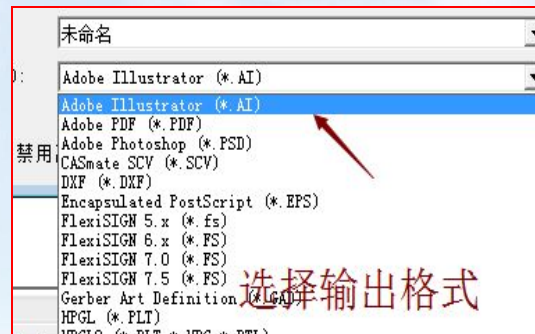 未命名
Adobe Illustrator (*.AI)
Adobe Illustrator (*.AI)
Adobe PDF (*.PDF)
禁用
Adobe Photoshop (*.PSD)
CASmate SCV (*.SCV)
DXF (*.DXF)
Encapsulated PostScript (*.EPS)
FlexiSIGN 5.x (*.fs)
FlexiSIGN 6.x (*.FS)
FlexiSIGN 7.0 (*.FS)
FlexiSIGN 7.5 (*.FS)
选择输出格式
Gerber Art Definition (*.GAD)
HPGL (*.PLT)